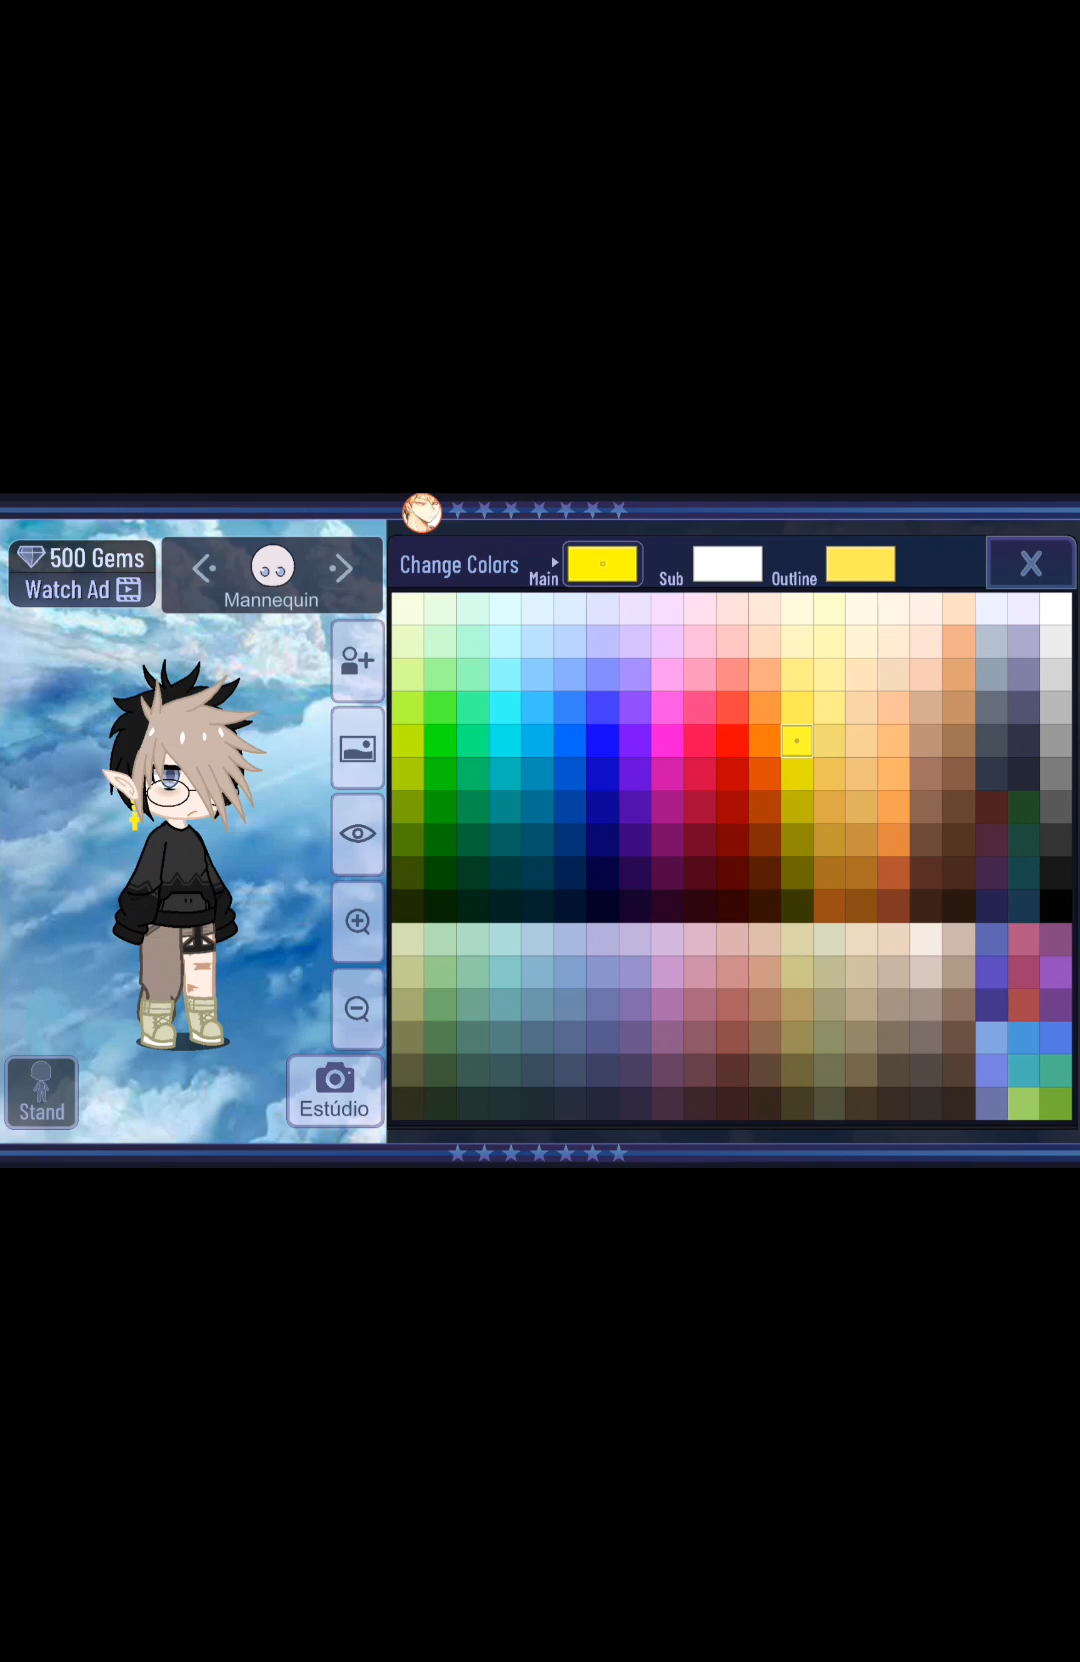 500 Gems
Watch Ad
Mannequin
Change Colors
Main
Sub
Outline
X
Stand
Estúdio